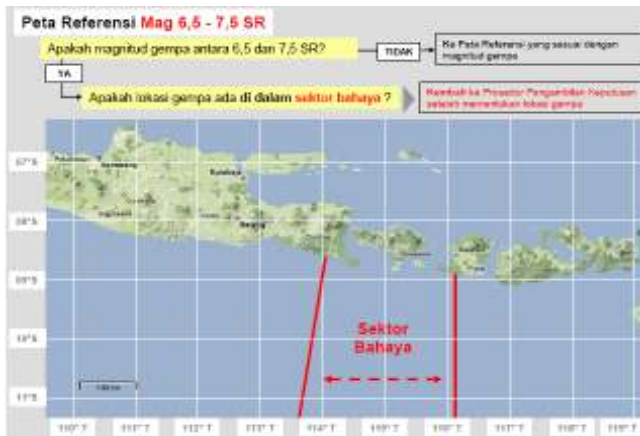 Peta Referensi Mag 6,5 - 7,5 SR
Apakah magnitud gempa antara 6,5 dan 7,5 SR?
TIDAK
Ke Peta Referensi yang sesuai dengan
magnitud gempa
YA
Apakah lokasi gempa ada di dalam sektor bahaya ?
Kembali ke Prosedur Pengambilan Keputusan
setelah menentukan lokasi gempa
07°S
08°S
09°S
10°S
11°S
Sektor
Bahaya
110° T
111° T
112° T
113° T
114° T
115° T
116° T
117° T
118° T
119° T